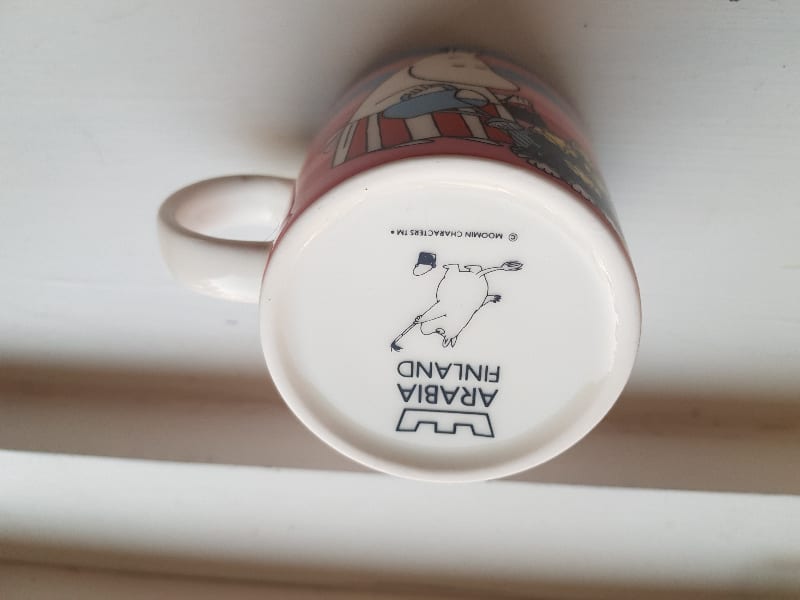 ARABIA
FINLAND
© MOOMIN CHARACTERS TM •